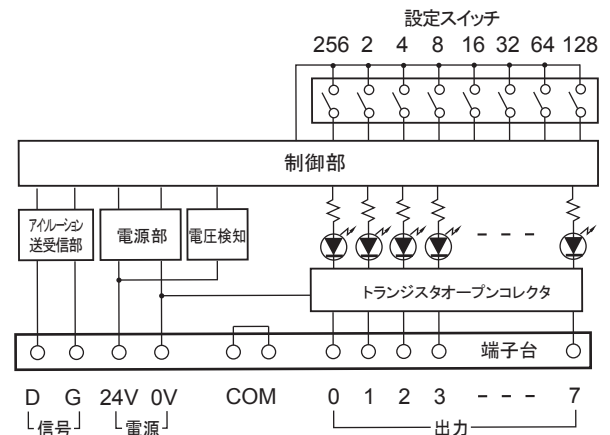 設定スイッチ
256 2 4 8 16 32 64 128
制御部
アイソレーション
送受信部
電源部
電圧検知
トランジスタオープンコレクタ
端子台
D G 24V 0V COM 0 1 2 3 7
信号 電源 出力